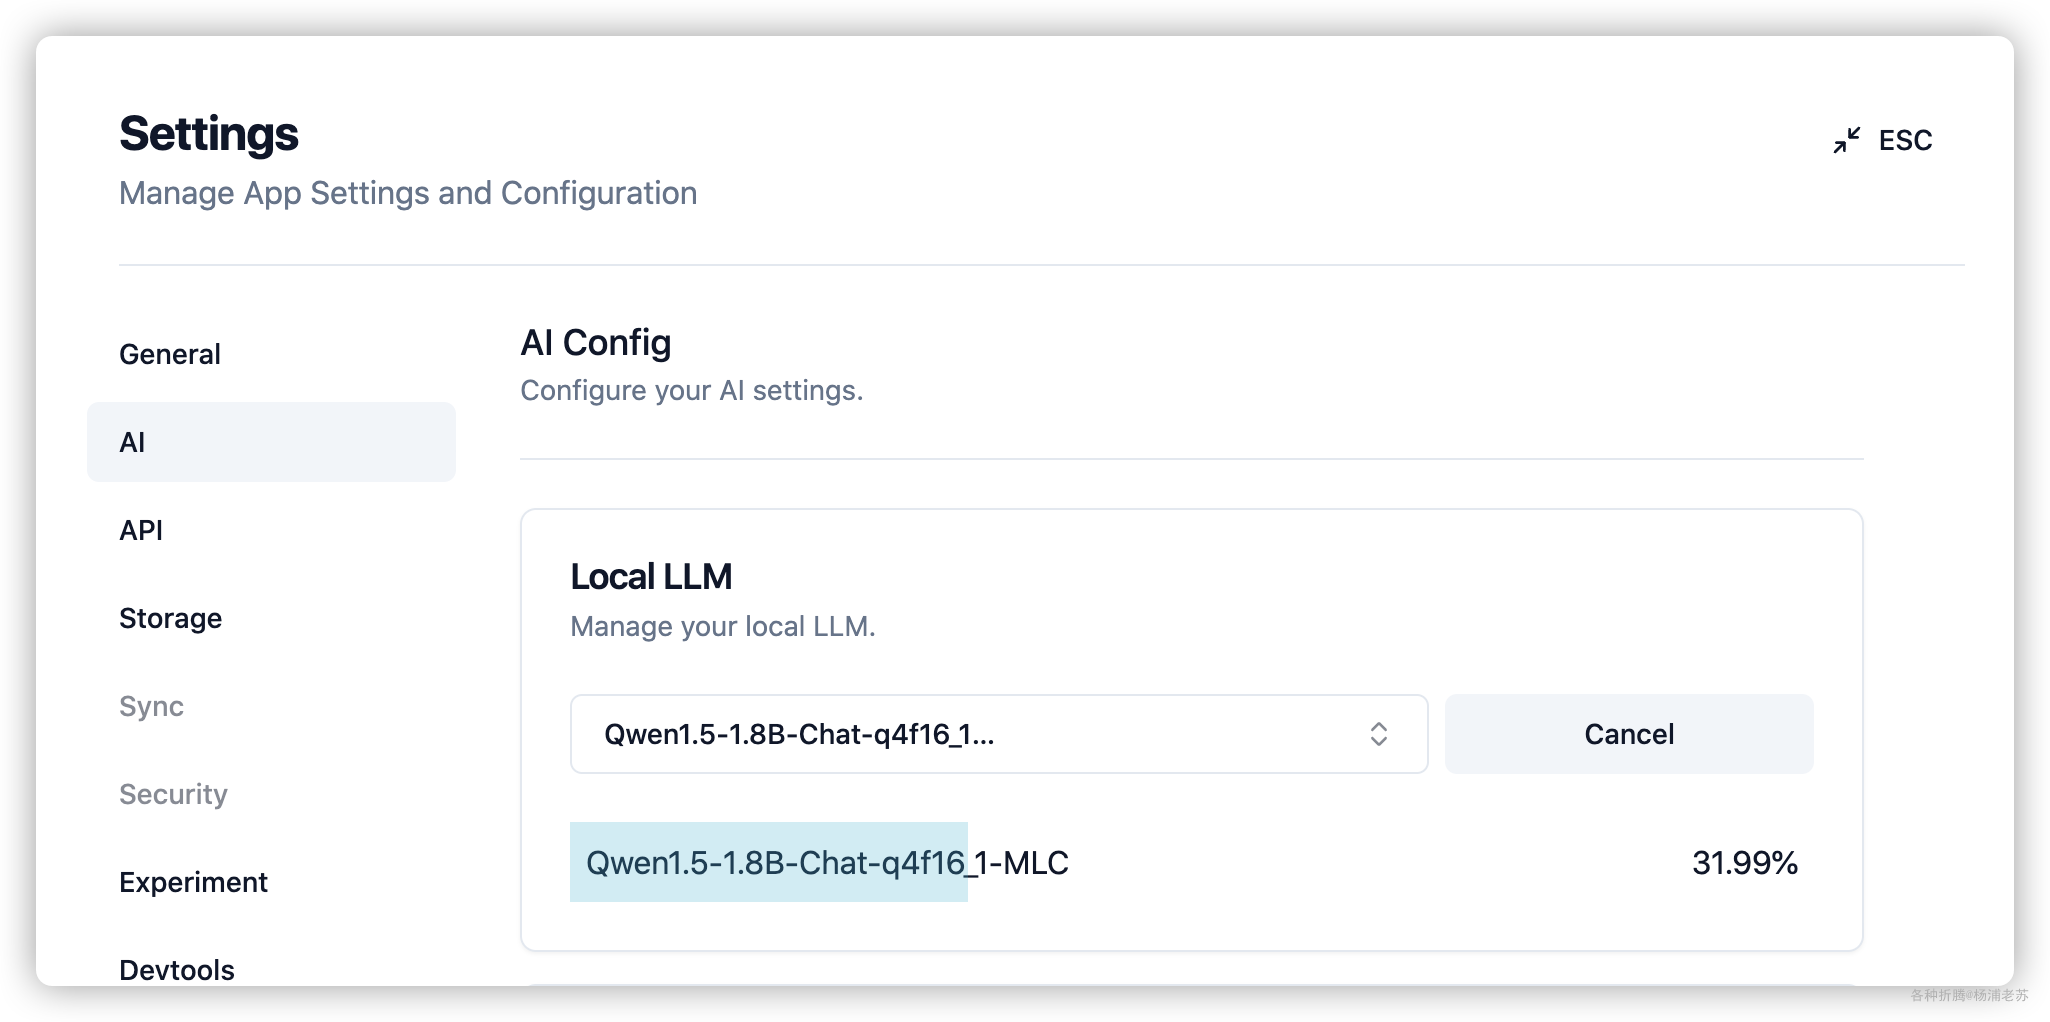 Settings
ESC
Manage App Settings and Configuration
General
AI
API
Storage
Sync
Security
Experiment
Devtools
AI Config
Configure your AI settings.
Local LLM
Manage your local LLM.
Qwen1.5-1.8B-Chat-q4f16_1...
Cancel
Qwen1.5-1.8B-Chat-q4f16_1-MLC
31.99%
各种折腾@杨浦老苏